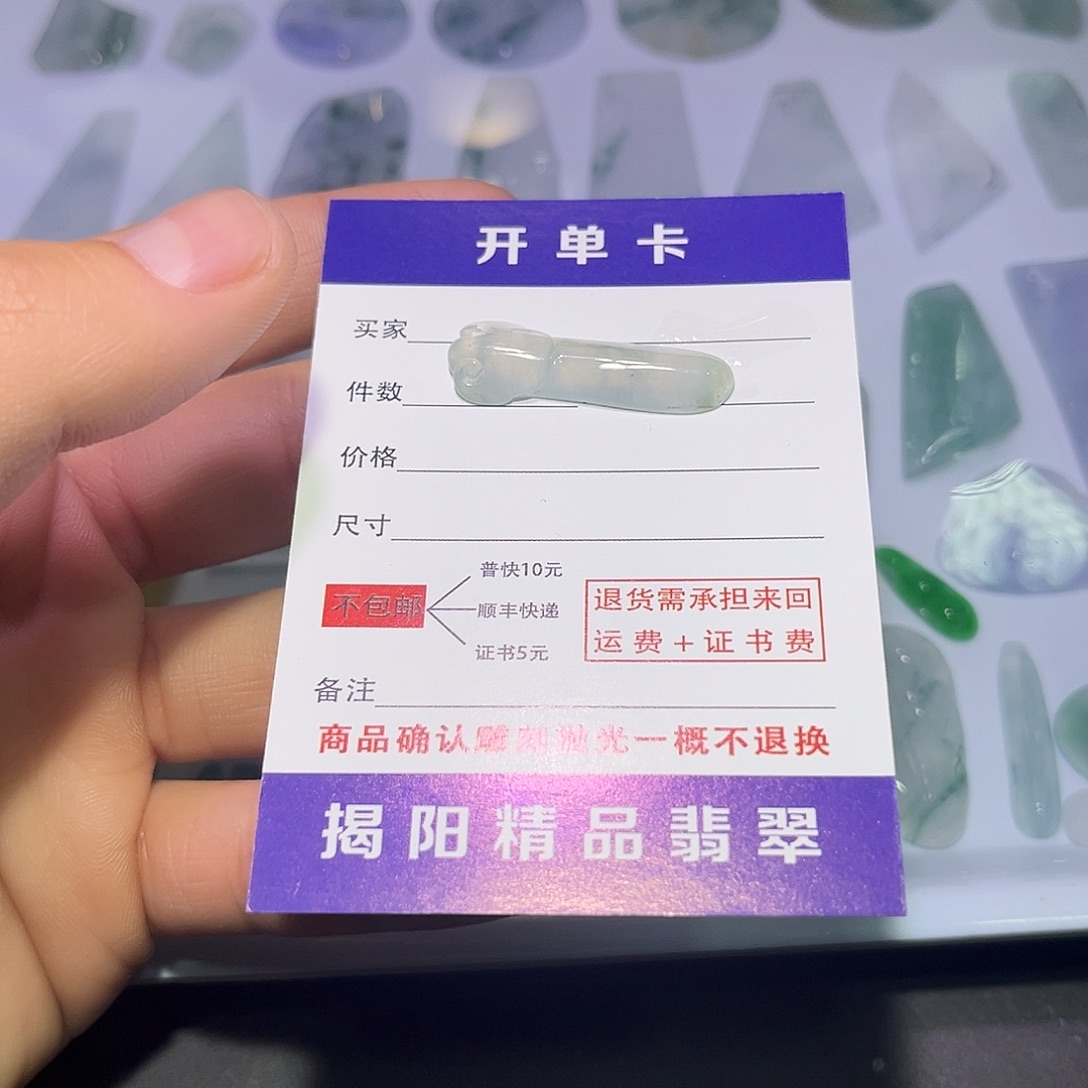 开单卡
买家
件数
价格
尺寸
普快10元
不包邮
顺丰快递
证书5元
退货需承担来回
运费+证书费
备注
商品确认雕刻抛光一概不退换
揭阳精品翡翠